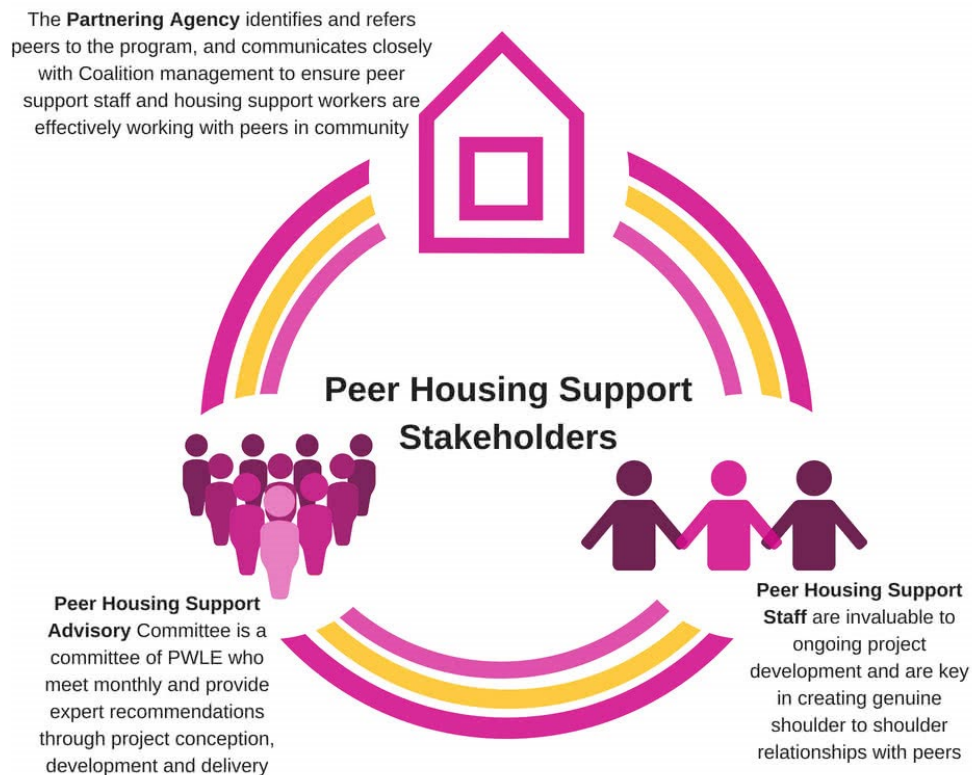 The Partnering Agency identifies and refers
peers to the program, and communicates closely
with Coalition management to ensure peer
support staff and housing support workers are
effectively working with peers in community
Peer Housing Support
Stakeholders
Peer Housing Support
Advisory Committee is a
committee of PWLE who
meet monthly and provide
expert recommendations
through project conception,
development and delivery
Peer Housing Support
Staff are invaluable to
ongoing project
development and are key
in creating genuine
shoulder to shoulder
relationships with peers